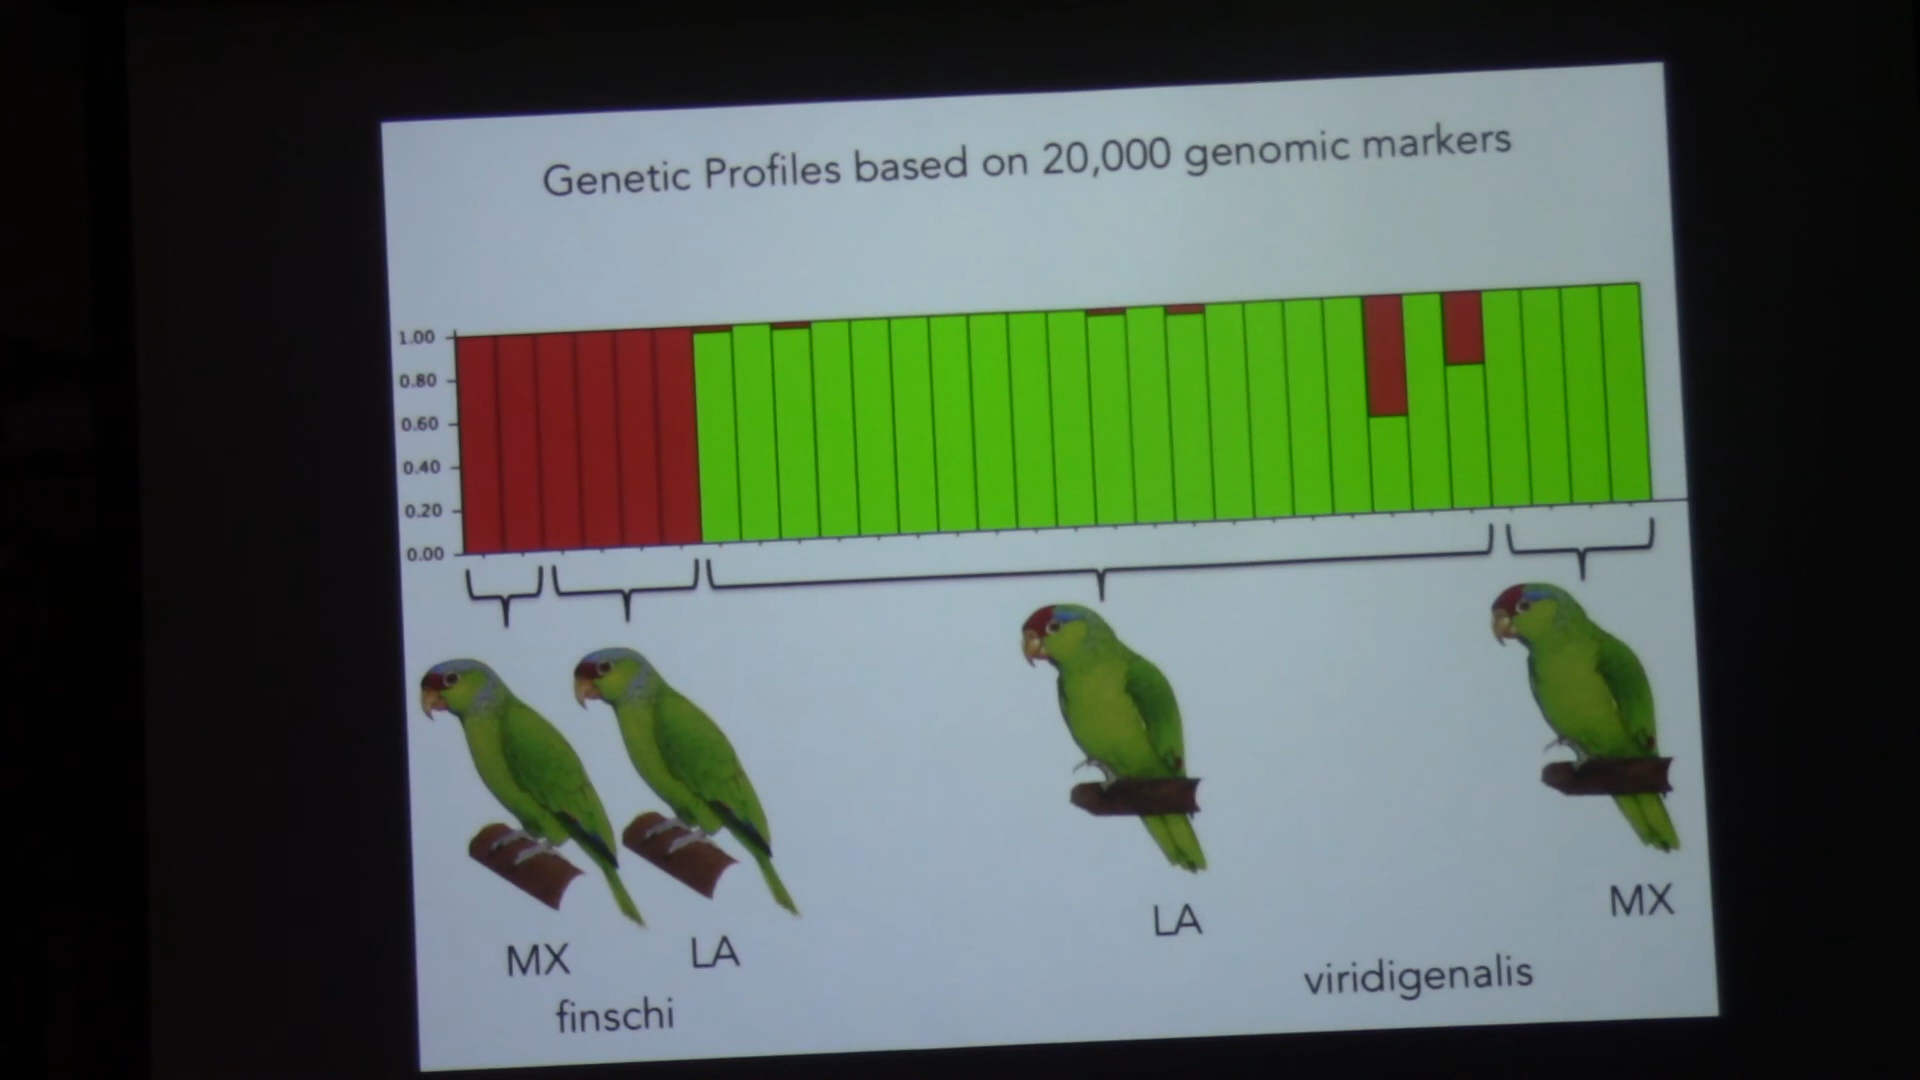 Genetic Profiles based on 20,000 genomic markers
1.00
0.80
0.60
0.40
0.20
0.00
MX
LA
LA
MX
finschi
viridigenalis